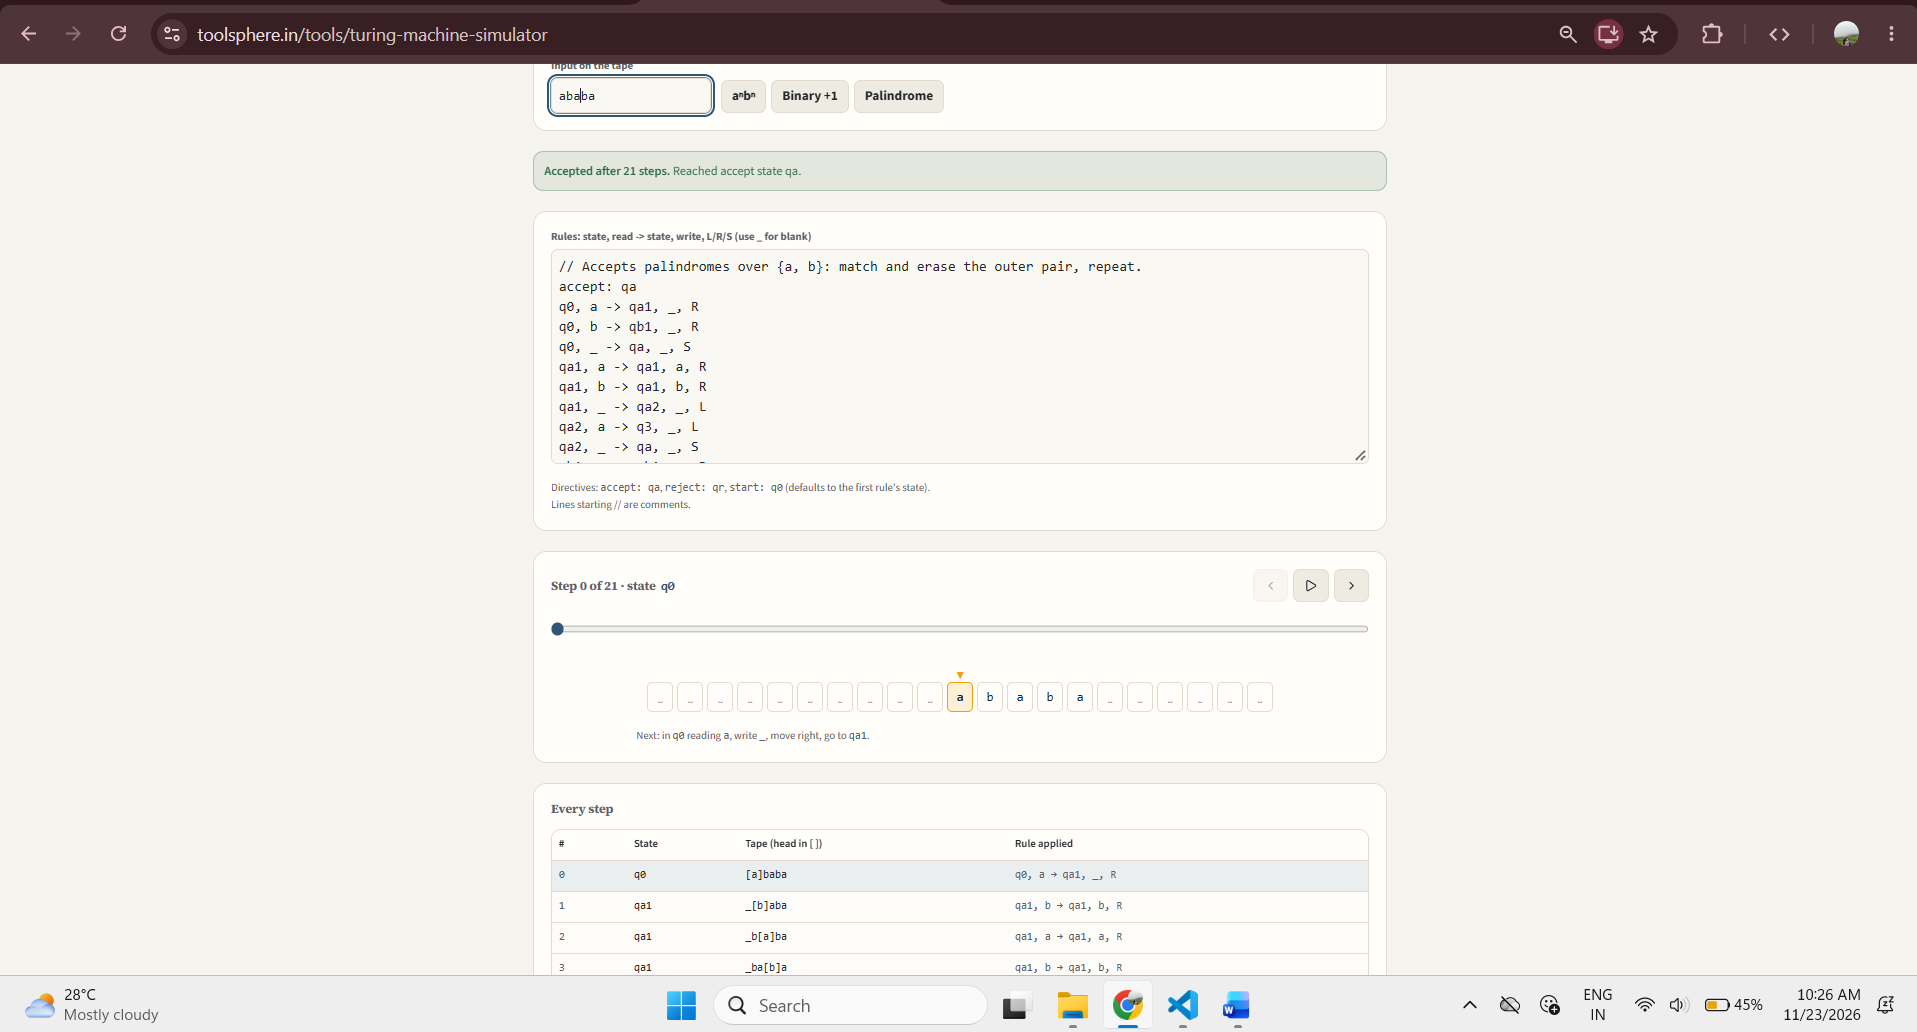 toolsphere.in/tools/turing-machine-simulator
Input on the tape
ababa
aⁿbⁿ
Binary +1
Palindrome
Accepted after 21 steps. Reached accept state qa.
Rules: state, read -> state, write, L/R/S (use _ for blank)
// Accepts palindromes over {a, b}: match and erase the outer pair, repeat.
accept: qa
q0, a -> qa1, _, R
q0, b -> qb1, _, R
q0, _ -> qa, _, S
qa1, a -> qa1, a, R
qa1, b -> qa1, b, R
qa1, _ -> qa2, _, L
qa2, a -> q3, _, L
qa2, _ -> qa, _, S
Directives: accept: qa, reject: qr, start: q0 (defaults to the first rule's state).
Lines starting // are comments.
Step 0 of 21 · state q0
_ _ _ _ _ _ _ _ _ _ a b a b a _ _ _ _ _ _
Next: in q0 reading a, write _, move right, go to qa1.
Every step
# State Tape (head in [ ]) Rule applied
0 q0 [a]baba q0, a → qa1, _, R
1 qa1 _[b]aba qa1, b → qa1, b, R
2 qa1 _b[a]ba qa1, a → qa1, a, R
3 qa1 _ba[b]a qa1, b → qa1, b, R
28°C
Mostly cloudy
Search
ENG
IN
45%
10:26 AM
11/23/2026